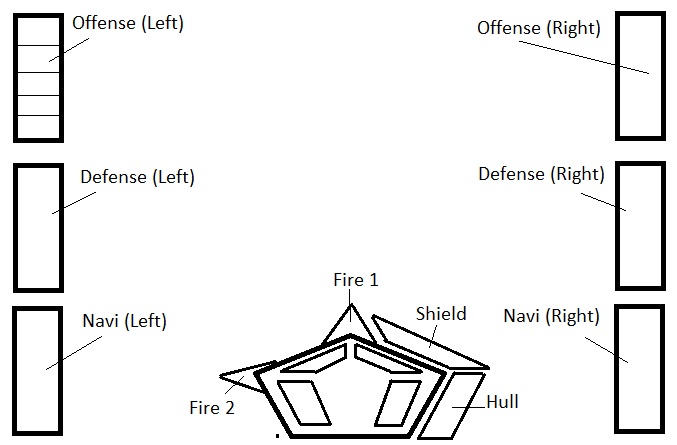 Offense (Left)
Offense (Right)
Defense (Left)
Defense (Right)
Fire 1
Navi (Left)
Shield
Navi (Right)
Fire 2
Hull